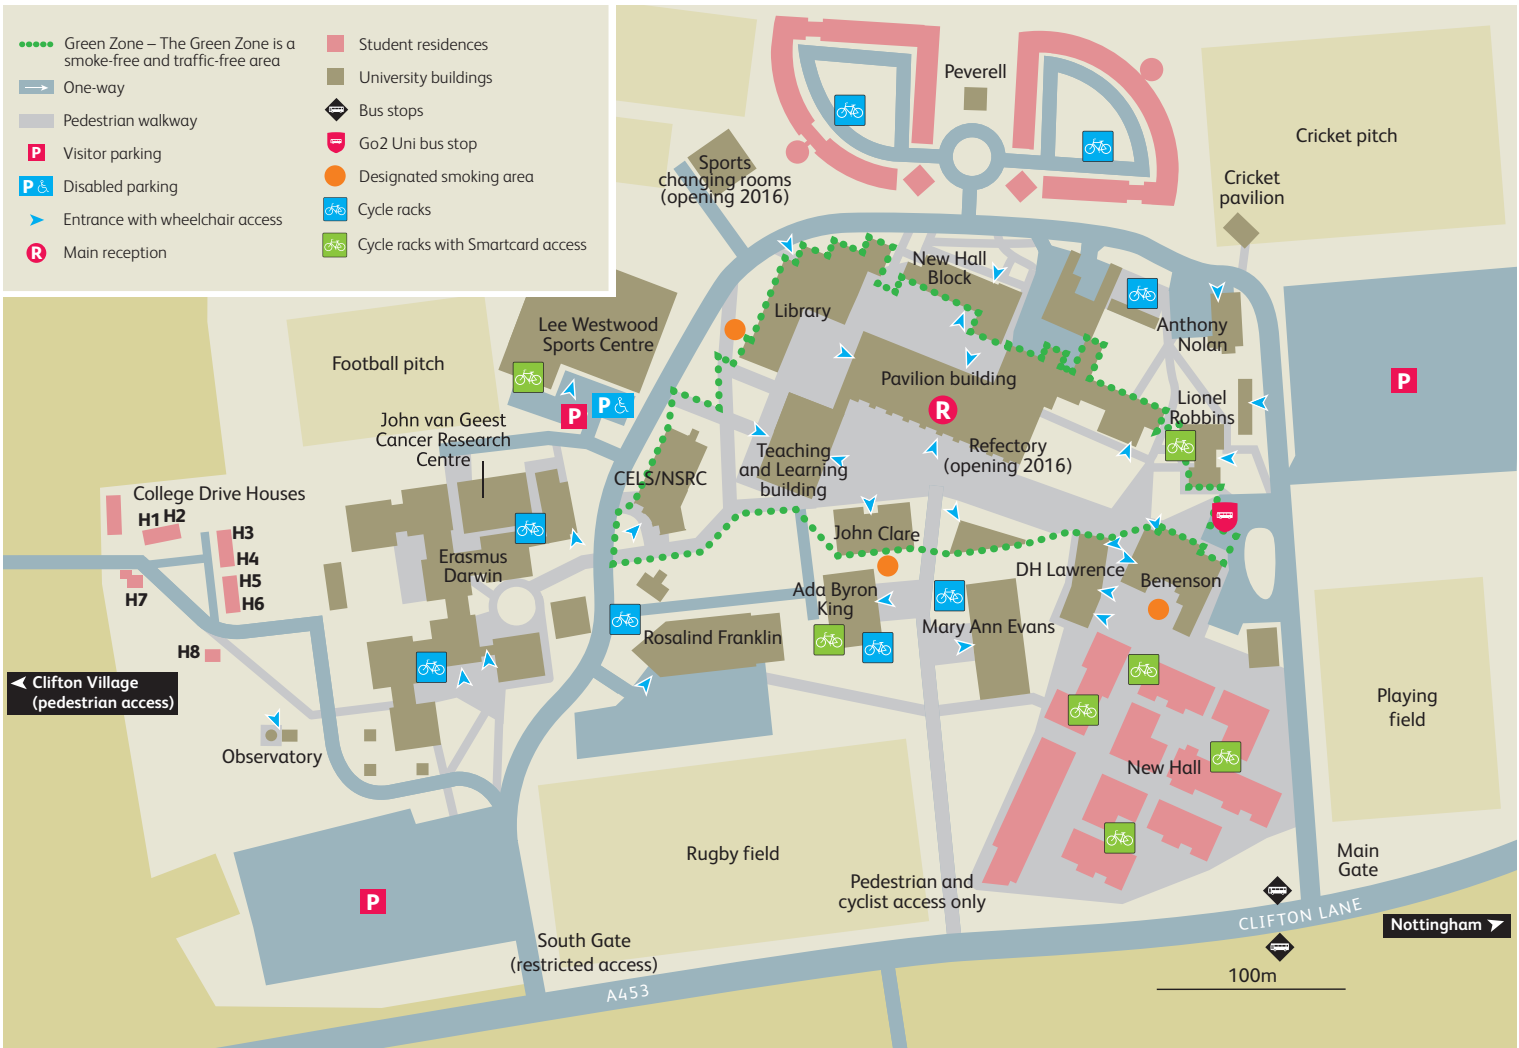 Green Zone – The Green Zone is a
smoke-free and traffic-free area
One-way
Pedestrian walkway
P
Visitor parking
P
Disabled parking
Entrance with wheelchair access
R
Main reception
Student residences
University buildings
Bus stops
Go2 Uni bus stop
Designated smoking area
Cycle racks
Cycle racks with Smartcard access
Peverell
Cricket pitch
Sports
changing rooms
(opening 2016)
Cricket
pavilion
New Hall
Block
Library
Anthony
Nolan
Lee Westwood
Sports Centre
Football pitch
Pavilion building
P
P
P
R
Lionel
Robbins
John van Geest
Cancer Research
Centre
Refectory
(opening 2016)
Teaching
and Learning
building
CELS/NSRC
College Drive Houses
H1
H2
H3
H4
H5
H6
H7
H8
John Clare
Erasmus
Darwin
DH Lawrence
Benenson
Ada Byron
King
Mary Ann Evans
Rosalind Franklin
Clifton Village
(pedestrian access)
Observatory
Playing
field
New Hall
Rugby field
Main
Gate
Pedestrian and
cyclist access only
P
CLIFTON LANE
Nottingham
South Gate
(restricted access)
A453
100m